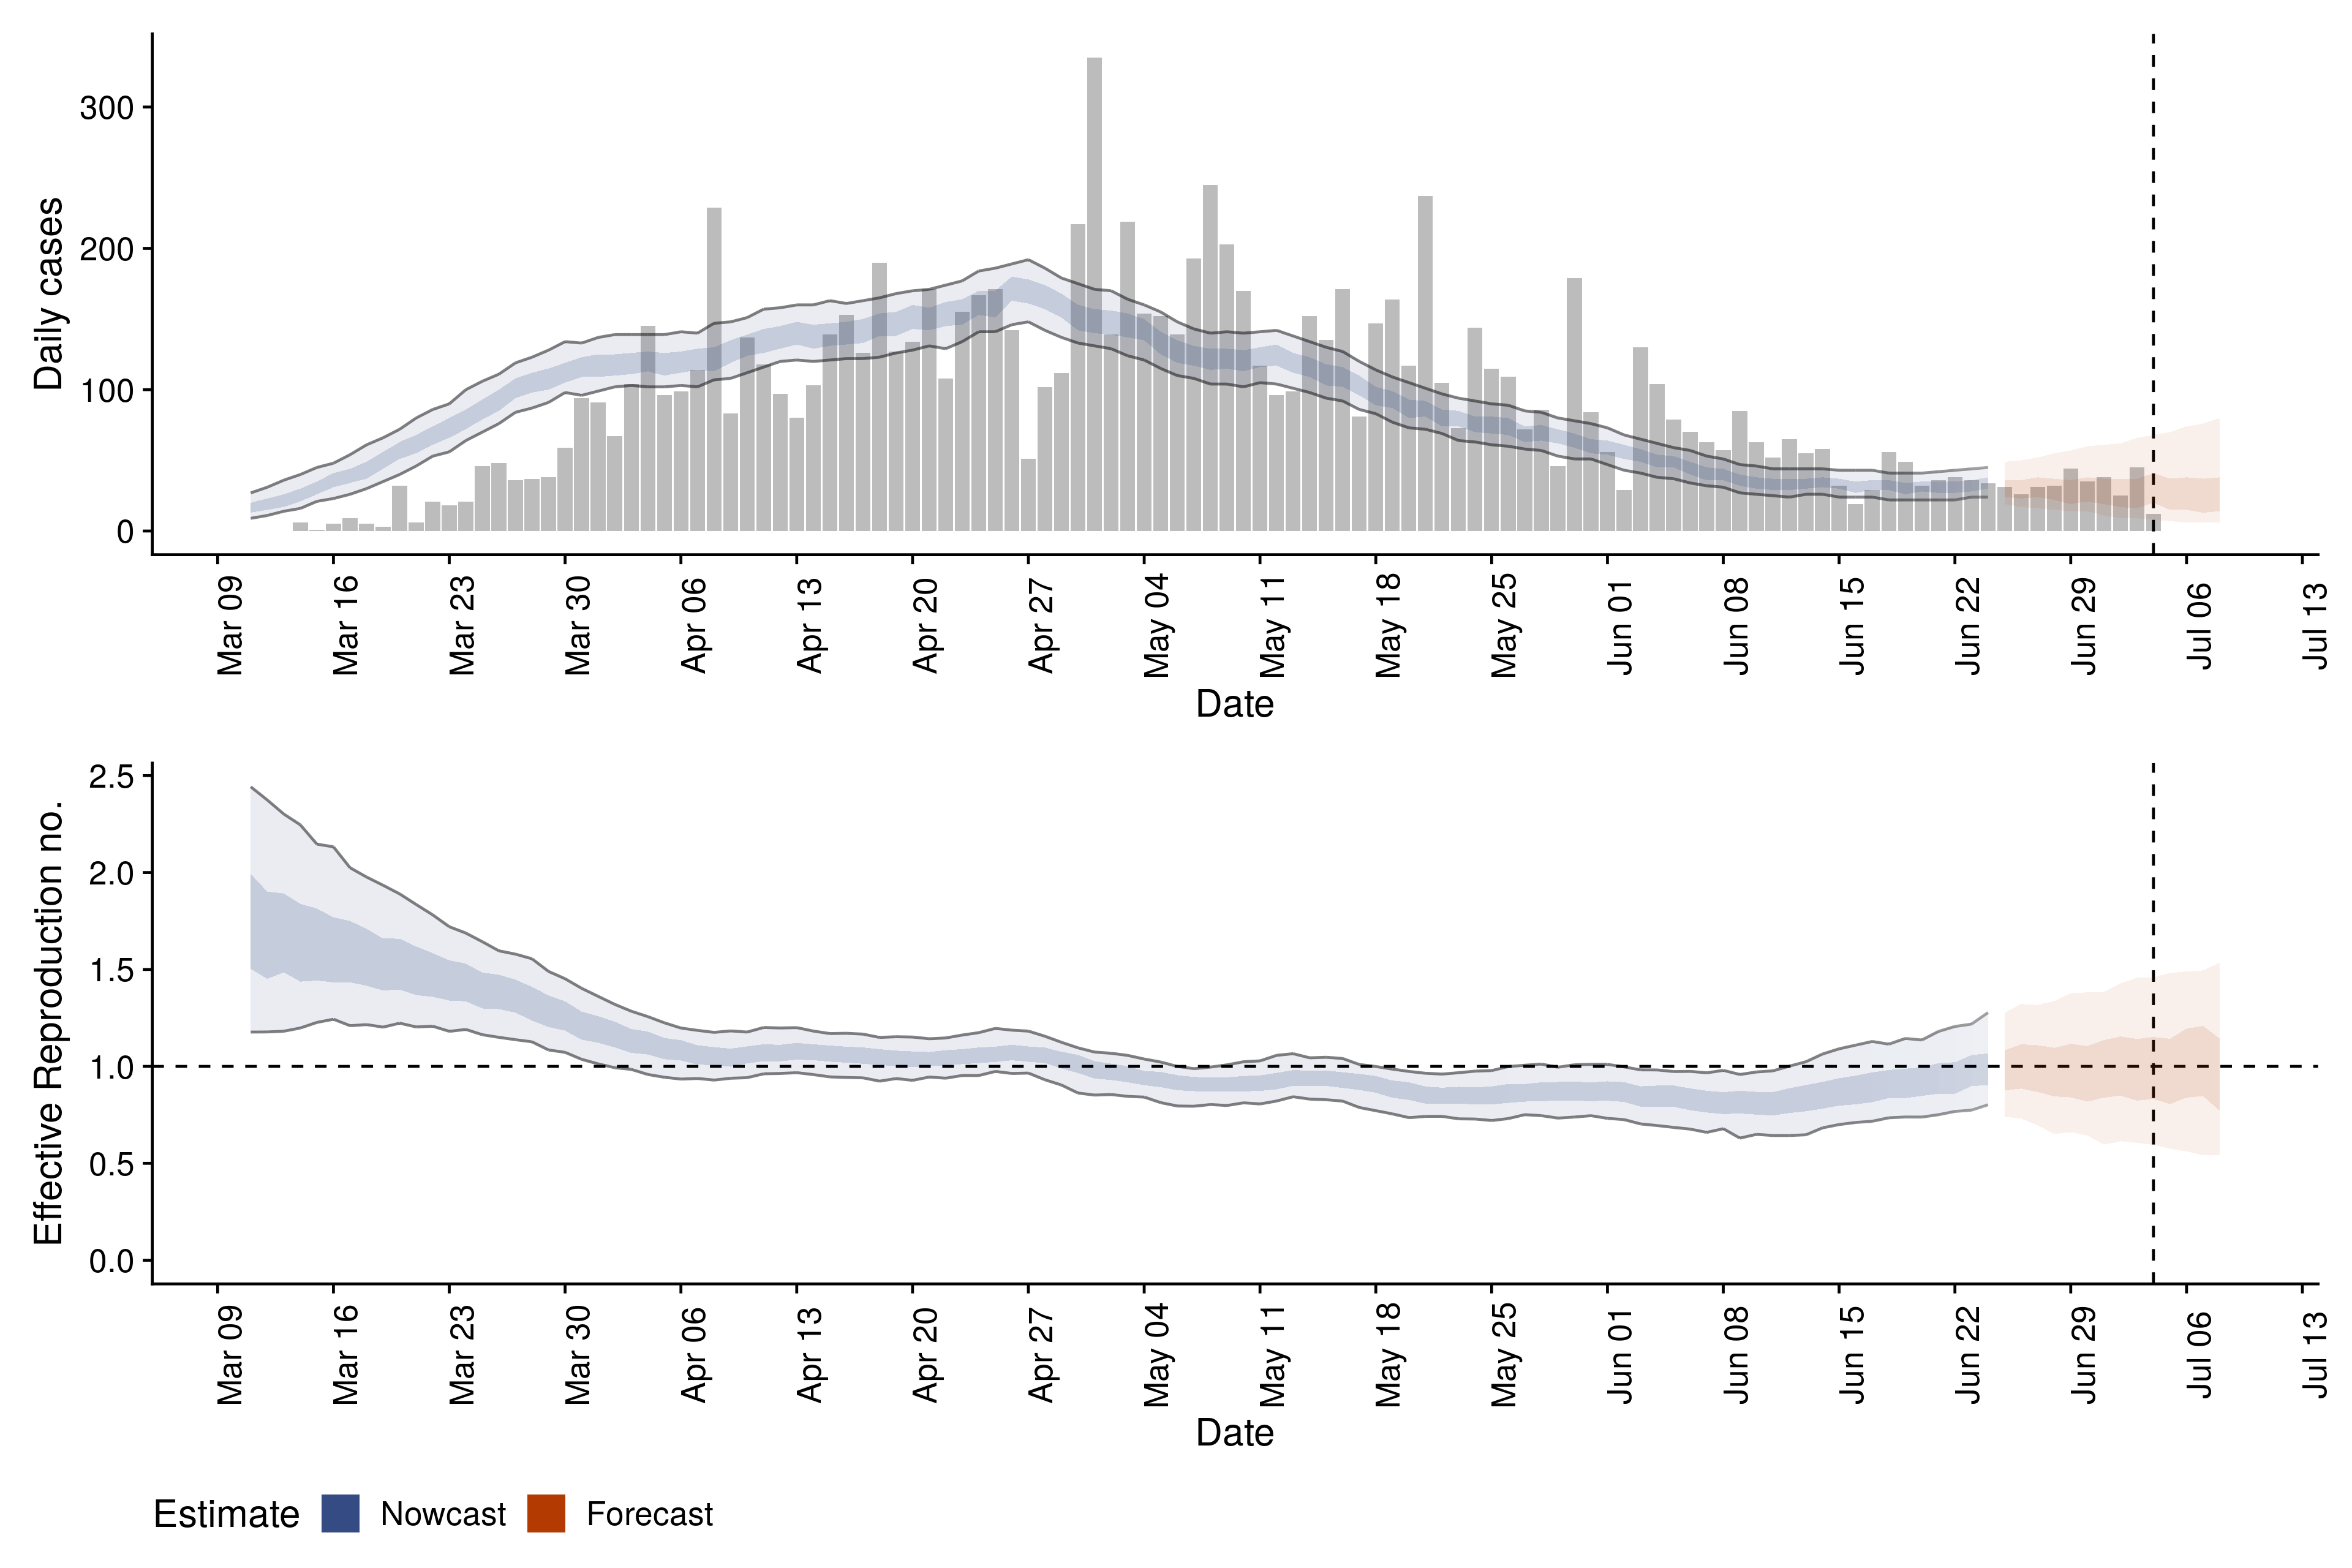 Daily cases
300
200
100
0
Mar 09
Mar 16
Mar 23
Mar 30
Apr 06
Apr 13
Apr 20
Apr 27
May 04
May 11
May 18
May 25
Jun 01
Jun 08
Jun 15
Jun 22
Jun 29
Jul 06
Jul 13
Date
Effective Reproduction no.
2.5
2.0
1.5
1.0
0.5
0.0
Mar 09
Mar 16
Mar 23
Mar 30
Apr 06
Apr 13
Apr 20
Apr 27
May 04
May 11
May 18
May 25
Jun 01
Jun 08
Jun 15
Jun 22
Jun 29
Jul 06
Jul 13
Date
Estimate Nowcast Forecast